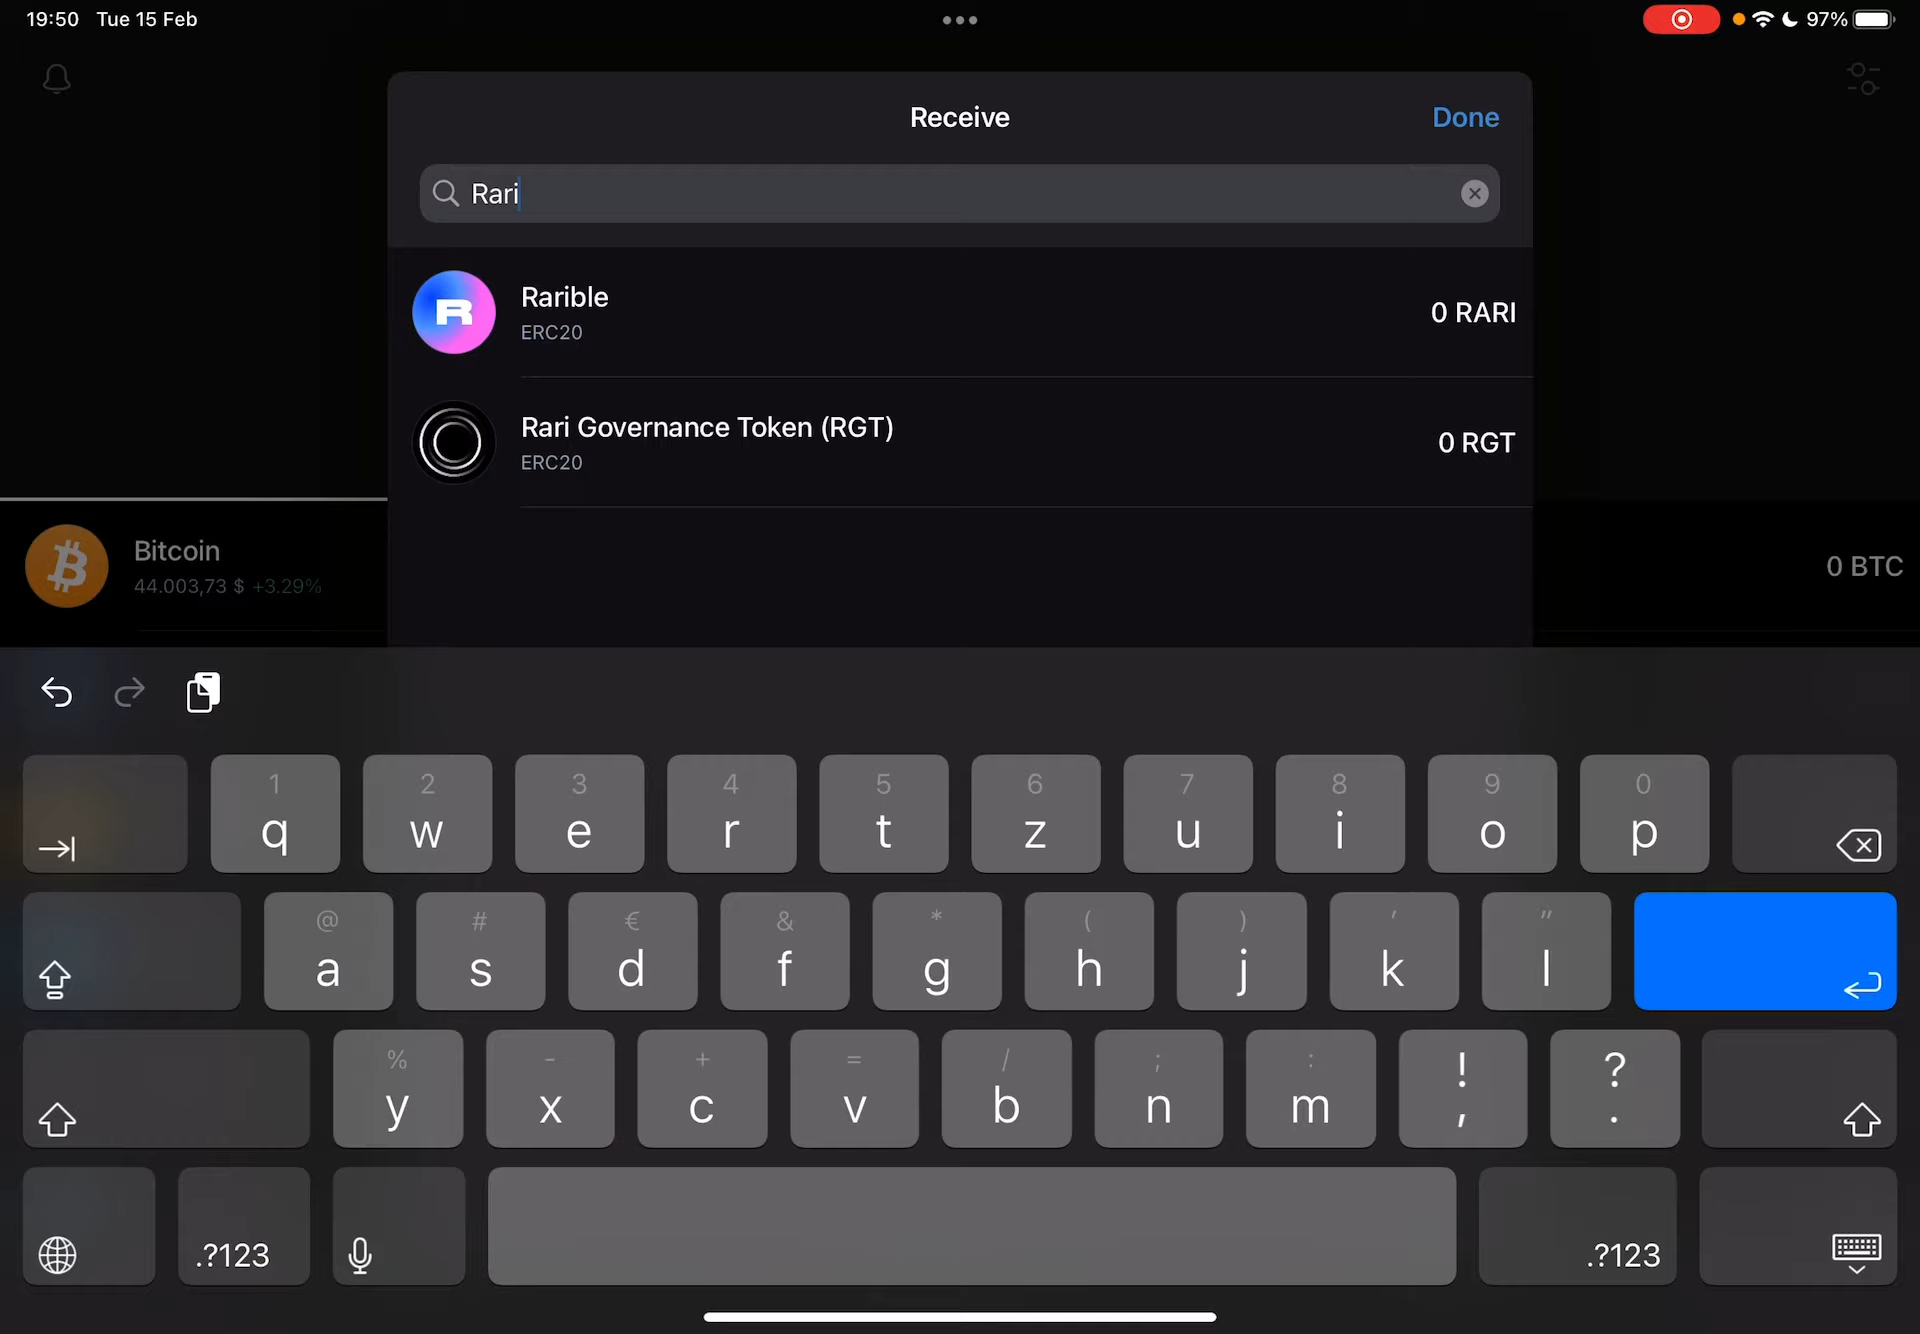 19:50 Tue 15 Feb
97%
Receive
Done
Rari
Rarible
ERC20
0 RARI
Rari Governance Token (RGT)
ERC20
0 RGT
Bitcoin
44.003,73 $ +3.29%
0 BTC
1 2 3 4 5 6 7 8 9 0
q w e r t z u i o p
@ # € & * ( ) ' "
a s d f g h j k l
% - + = / ; : ! ?
y x c v b n m , .
.?123
.?123